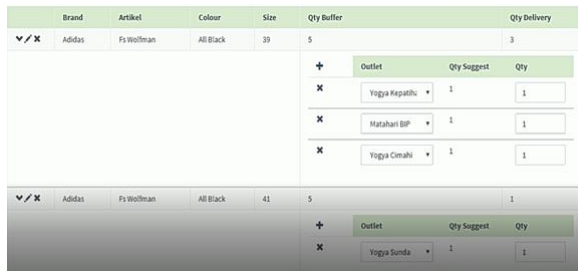 Brand Artikel Colour Size Qty Buffer Qty Delivery
Adidas Fs Wolfman All Black 39 5 3
Outlet Qty Suggest Qty
Yogya Kepatiha 1 1
Matahari BIP 1 1
Yogya Cimahi 1 1
Adidas Fs Wolfman All Black 41 5 1
Outlet Qty Suggest Qty
Yogya Sunda 1 1